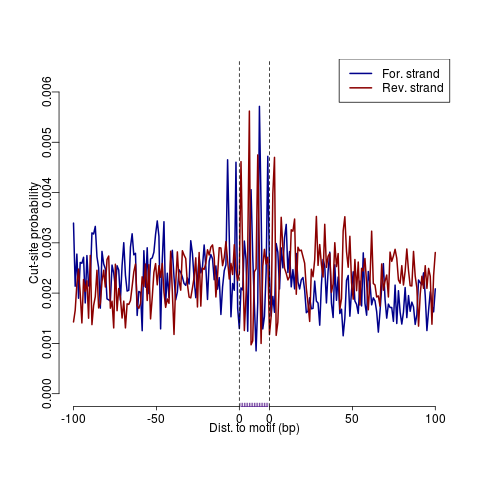 For. strand
Rev. strand
Cut-site probability
0.006
0.005
0.004
0.003
0.002
0.001
0.000
-100 -50 0 0 50 100
Dist. to motif (bp)